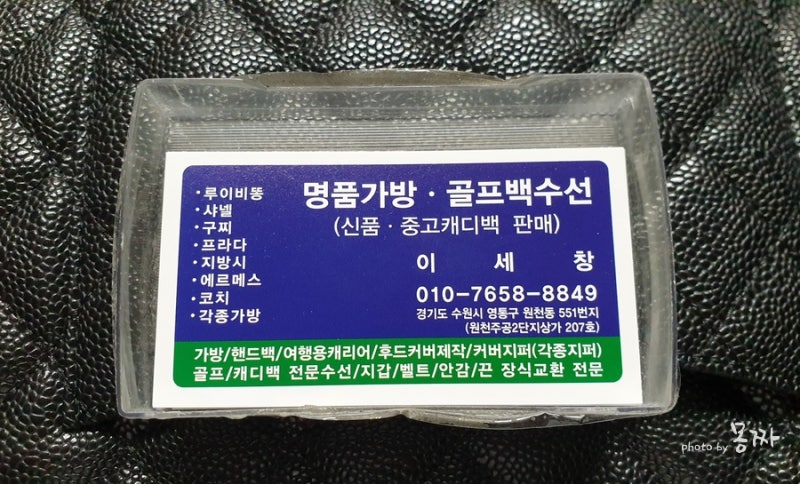 · 루이비똥
· 샤넬
· 구찌
· 프라다
· 지방시
· 에르메스
· 코치
· 각종가방
명품가방 · 골프백수선
(신품 · 중고캐디백 판매)
이 세 창
010-7658-8849
경기도 수원시 영통구 원천동 551번지
(원천주공2단지상가 207호)
가방/핸드백/여행용캐리어/후드커버제작/커버지퍼(각종지퍼)
골프/캐디백 전문수선/지갑/벨트/안감/끈 장식교환 전문
photo by 몽짜